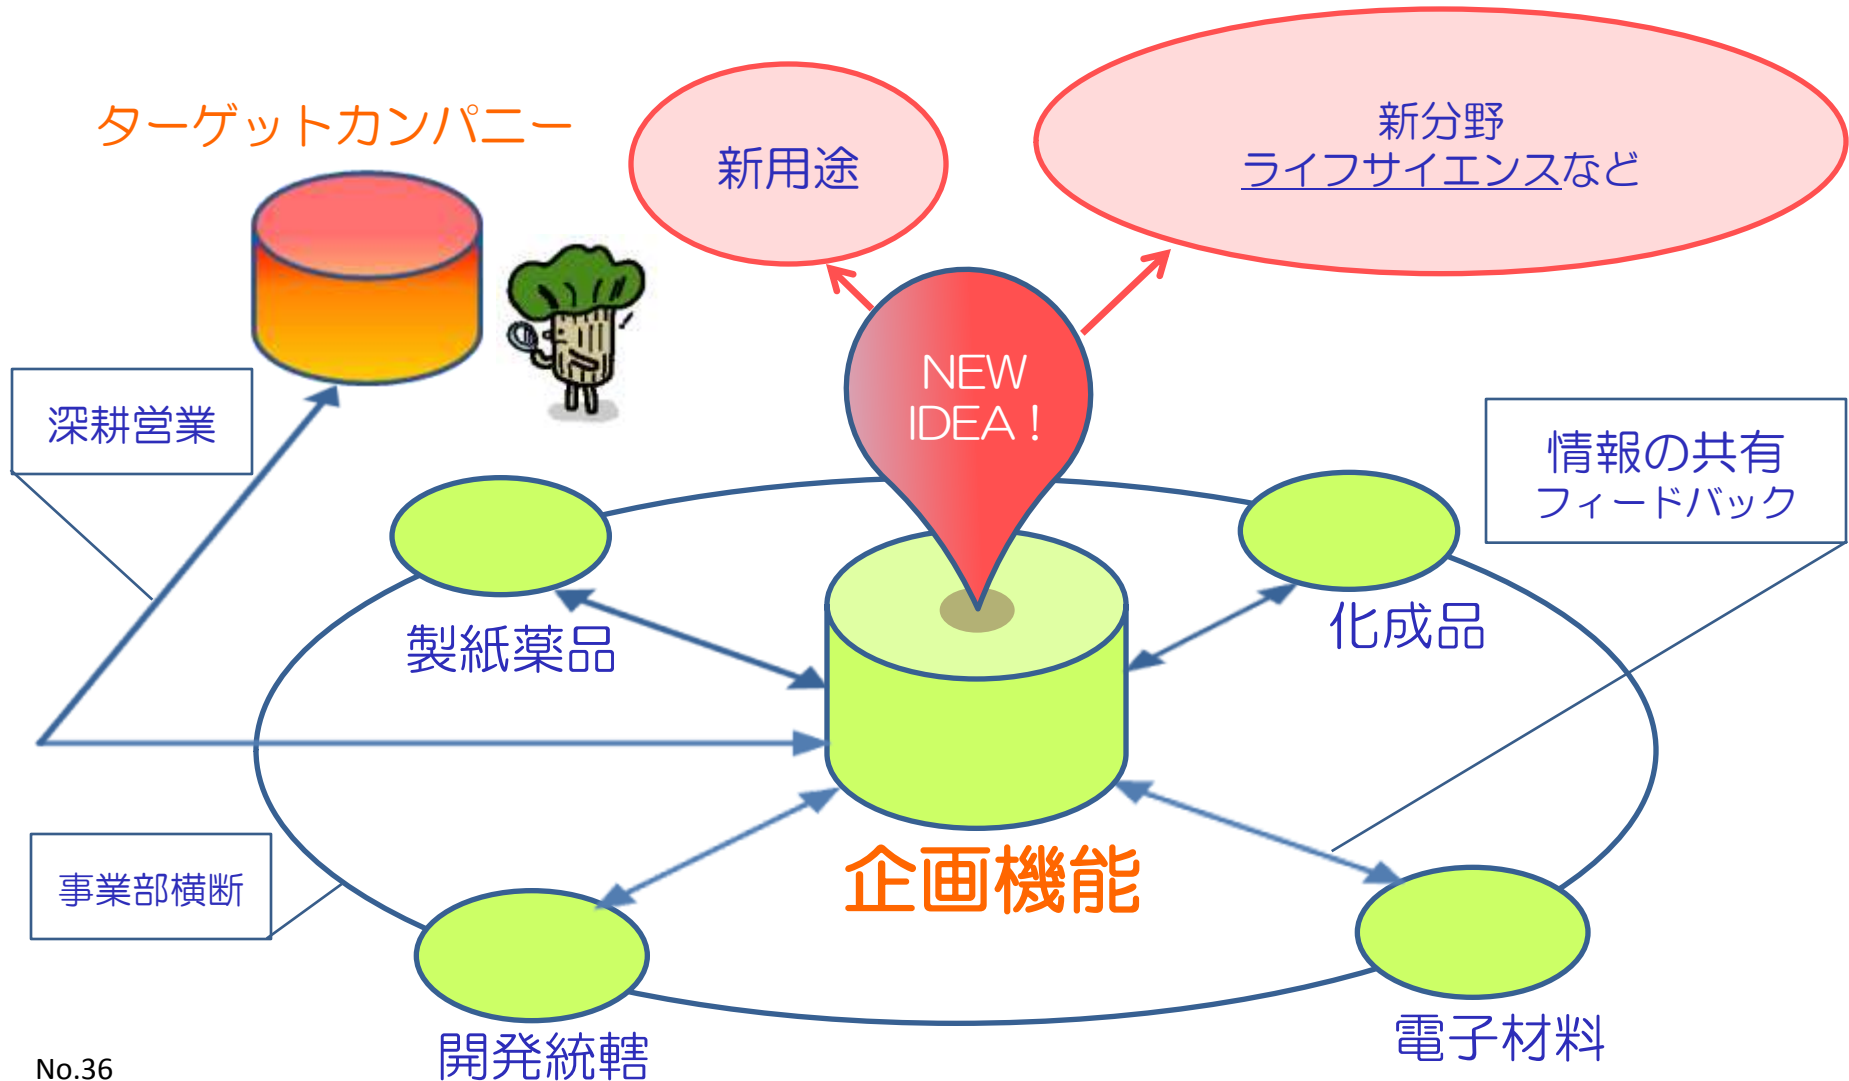 ターゲットカンパニー
新用途
新分野
ライフサイエンスなど
NEW
IDEA！
深耕営業
情報の共有
フィードバック
製紙薬品
化成品
企画機能
事業部横断
開発統轄
電子材料
No.36